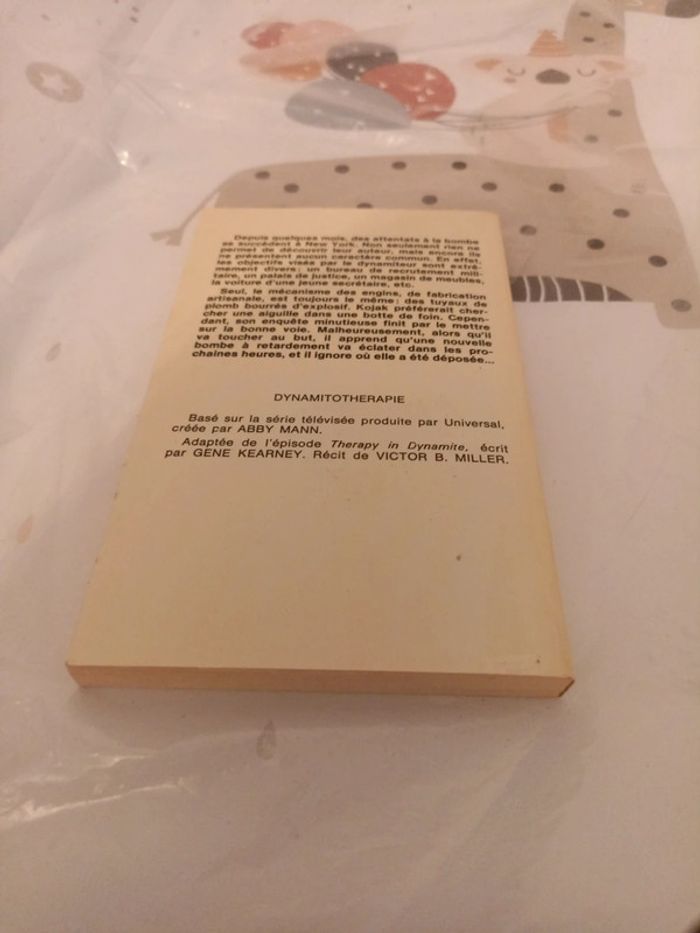 Depuis quelques mois, des attentats à la bombe
se succèdent à New York. Non seulement rien ne
permet de découvrir leur auteur, mais encore ils
ne présentent aucun caractère commun. En effet,
les objectifs visés par le dynamiteur sont extrê-
mement divers : un bureau de recrutement mili-
taire, un palais de justice, un magasin de meubles,
la voiture d'une jeune secrétaire, etc.
Seul, le mécanisme des engins, de fabrication
artisanale, est toujours le même : des tuyaux de
plomb bourrés d'explosif. Kojak préférerait cher-
cher une aiguille dans une botte de foin. Cepen-
dant, son enquête minutieuse finit par le mettre
sur la bonne voie. Malheureusement, alors qu'il
va toucher au but, il apprend qu'une nouvelle
bombe à retardement va éclater dans les pro-
chaines heures, et il ignore où elle a été déposée...
DYNAMITOTHERAPIE
Basé sur la série télévisée produite par Universal,
créée par ABBY MANN.
Adaptée de l'épisode Therapy in Dynamite, écrit
par GENE KEARNEY. Récit de VICTOR B. MILLER.